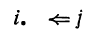 i. ⇐ j